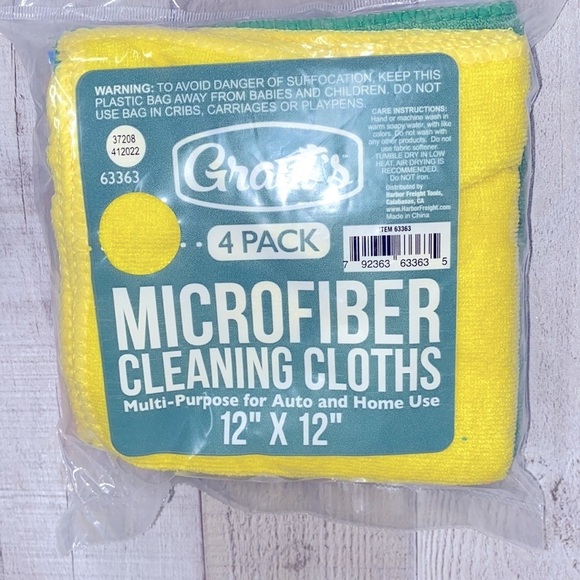 WARNING: TO AVOID DANGER OF SUFFOCATION, KEEP THIS
PLASTIC BAG AWAY FROM BABIES AND CHILDREN. DO NOT
USE BAG IN CRIBS, CARRIAGES OR PLAYPENS.
37208
412022
63363
Grant's
CARE INSTRUCTIONS:
Hand or machine wash in
warm soapy water, with like
colors. Do not wash with
any other products. Do not
use fabric softener.
TUMBLE DRY IN LOW
HEAT. AIR DRYING IS
RECOMMENDED.
Do NOT iron.
Distributed by
Harbor Freight Tools,
Calabasas, CA
www.HarborFreight.com
Made in China
4 PACK
ITEM 63363
7 92363 63363 5
MICROFIBER
CLEANING CLOTHS
Multi-Purpose for Auto and Home Use
12" X 12"